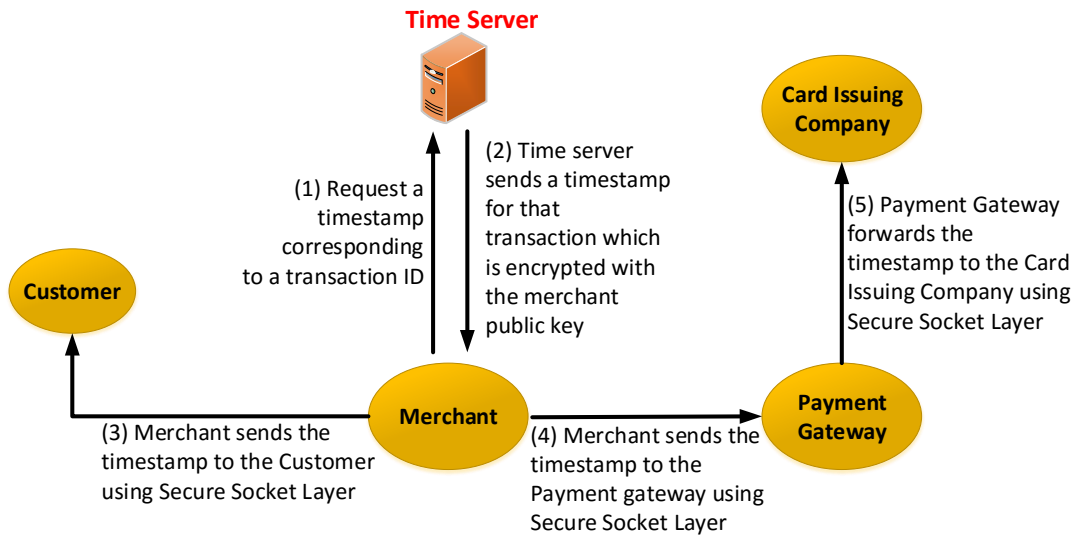 Time Server
Card Issuing
Company
(1) Request a
timestamp
corresponding
to a transaction ID
(2) Time server
sends a timestamp
for that
transaction which
is encrypted with
the merchant
public key
(5) Payment Gateway
forwards the
timestamp to the Card
Issuing Company using
Secure Socket Layer
Customer
Merchant
Payment
Gateway
(3) Merchant sends the
timestamp to the Customer
using Secure Socket Layer
(4) Merchant sends the
timestamp to the
Payment gateway using
Secure Socket Layer